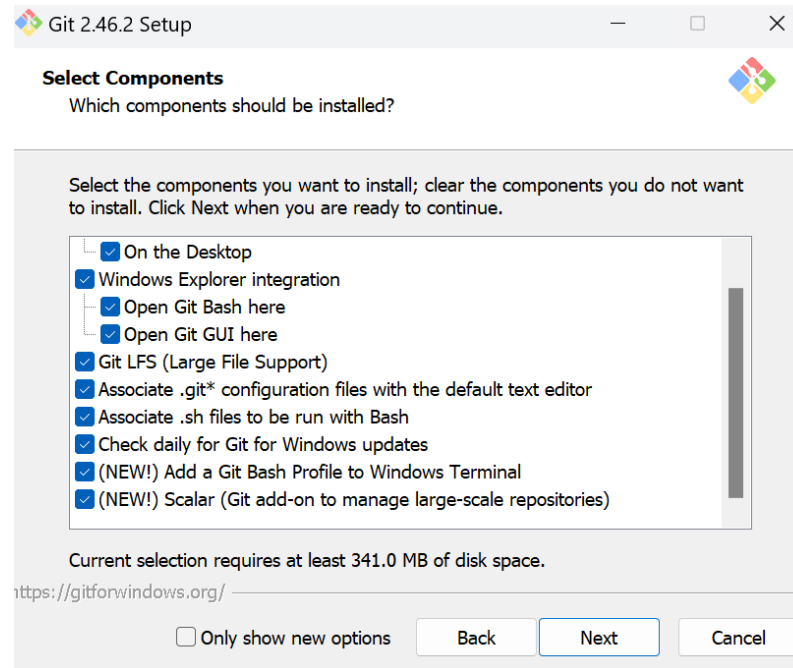 Git 2.46.2 Setup
Select Components
Which components should be installed?
Select the components you want to install; clear the components you do not want
to install. Click Next when you are ready to continue.
On the Desktop
Windows Explorer integration
Open Git Bash here
Open Git GUI here
Git LFS (Large File Support)
Associate .git* configuration files with the default text editor
Associate .sh files to be run with Bash
Check daily for Git for Windows updates
(NEW!) Add a Git Bash Profile to Windows Terminal
(NEW!) Scalar (Git add-on to manage large-scale repositories)
Current selection requires at least 341.0 MB of disk space.
https://gitforwindows.org/
Only show new options Back Next Cancel